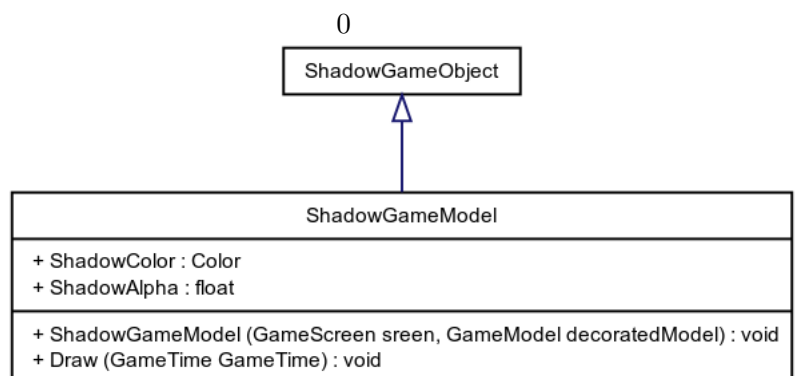 0
ShadowGameObject
ShadowGameModel
+ ShadowColor : Color
+ ShadowAlpha : float
+ ShadowGameModel (GameScreen sreen, GameModel decoratedModel) : void
+ Draw (GameTime GameTime) : void